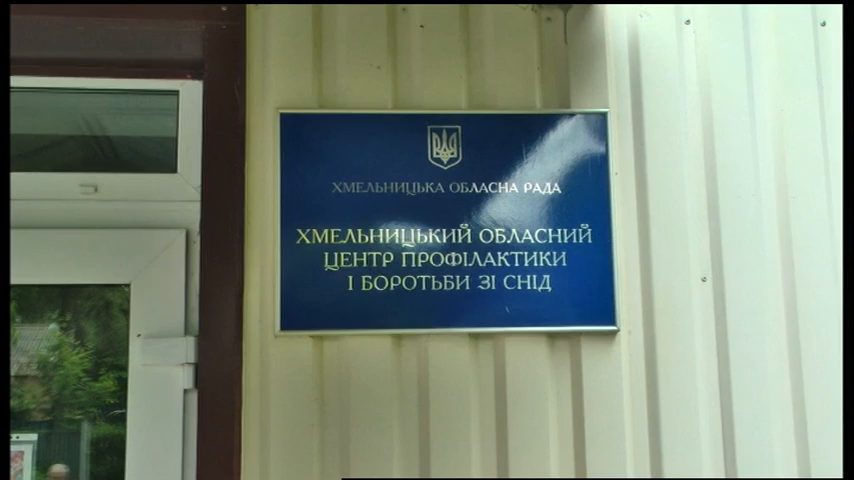 ХМЕЛЬНИЦЬКА ОБЛАСНА РАДА
ХМЕЛЬНИЦЬКИЙ ОБЛАСНИЙ
ЦЕНТР ПРОФІЛАКТИКИ
І БОРОТЬБИ ЗІ СНІД